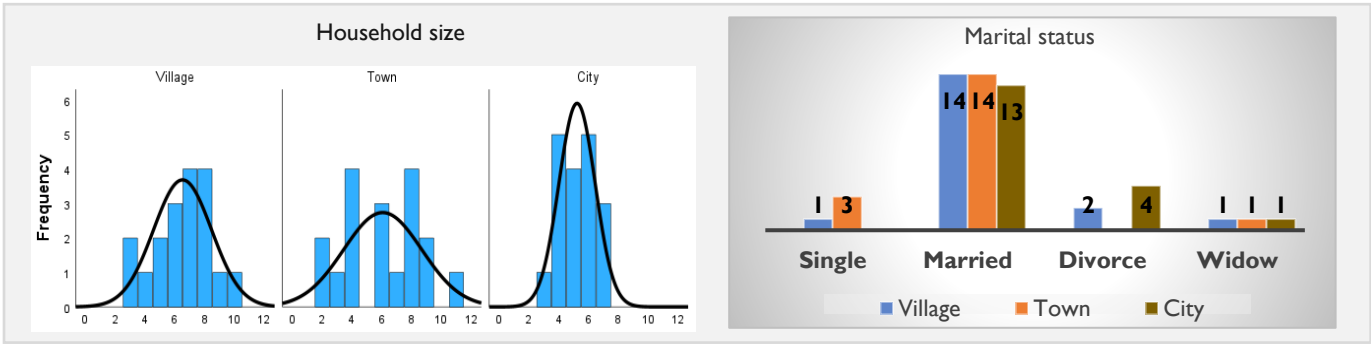 Household size
Village Town City
Frequency
6
5
4
3
2
1
0
0 2 4 6 8 10 12 0 2 4 6 8 10 12 0 2 4 6 8 10 12
Marital status
14 14 13
1 3 2 4 1 1 1
Single Married Divorce Widow
Village Town City